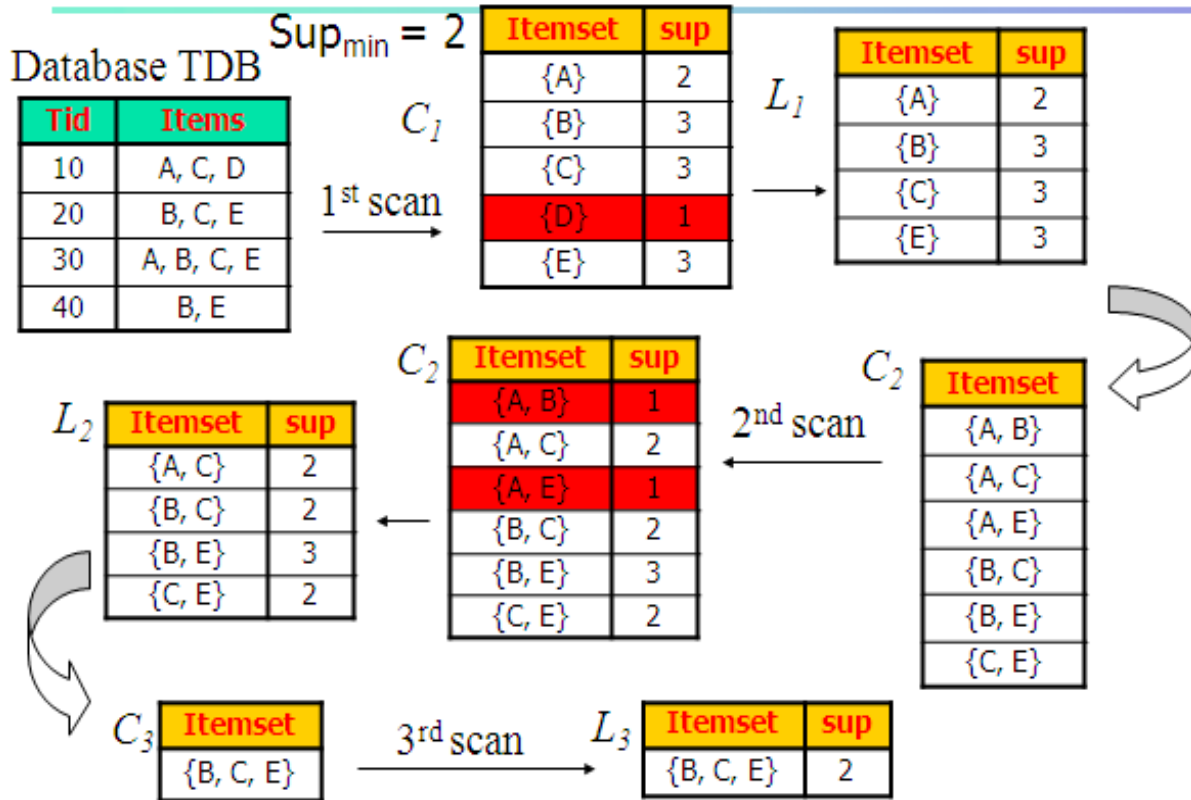 Sup_min = 2
Database TDB
Tid Items
10 A, C, D
20 B, C, E
30 A, B, C, E
40 B, E
1st scan
C1
Itemset sup
{A} 2
{B} 3
{C} 3
{D} 1
{E} 3
L1
Itemset sup
{A} 2
{B} 3
{C} 3
{E} 3
C2
Itemset
{A, B}
{A, C}
{A, E}
{B, C}
{B, E}
{C, E}
2nd scan
C2
Itemset sup
{A, B} 1
{A, C} 2
{A, E} 1
{B, C} 2
{B, E} 3
{C, E} 2
L2
Itemset sup
{A, C} 2
{B, C} 2
{B, E} 3
{C, E} 2
C3
Itemset
{B, C, E}
3rd scan
L3
Itemset sup
{B, C, E} 2